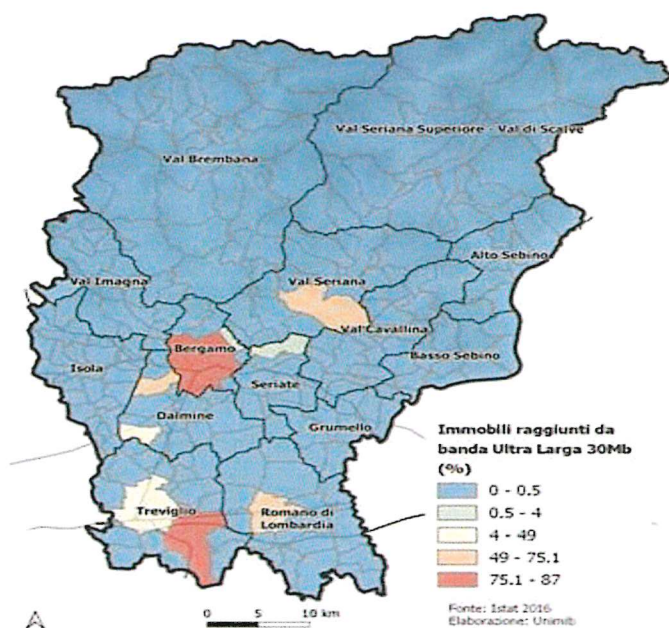 Val Seriana Superiore - Val di Scalve
Val Brembana
Alto Sebino
Val Imagna
Val Seriana
Val Cavallina
Bergamo
Basso Sebino
Isola
Seriate
Dalmine
Grumello
Immobili raggiunti da
banda Ultra Larga 30Mb
(%)
0 - 0.5
0.5 - 4
4 - 49
49 - 75.1
75.1 - 87
Treviglio
Romano di
Lombardia
0 5 10 km
Fonte: Istat 2016
Elaborazione: Unimib